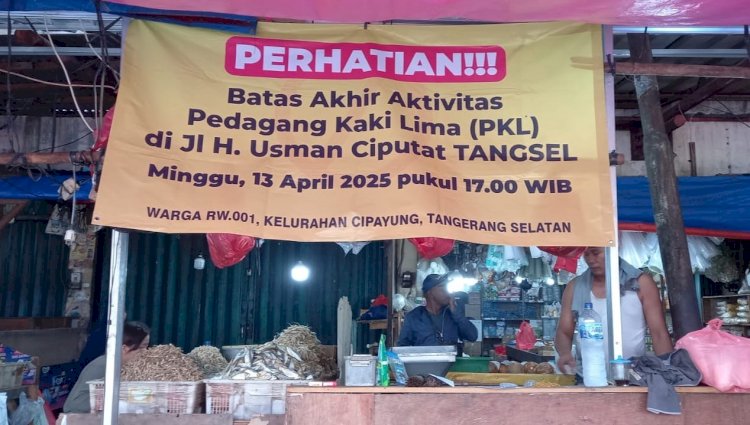 PERHATIAN!!!
Batas Akhir Aktivitas
Pedagang Kaki Lima (PKL)
di Jl H. Usman Ciputat TANGSEL
Minggu, 13 April 2025 pukul 17.00 WIB
WARGA RW.001, KELURAHAN CIPAYUNG, TANGERANG SELATAN